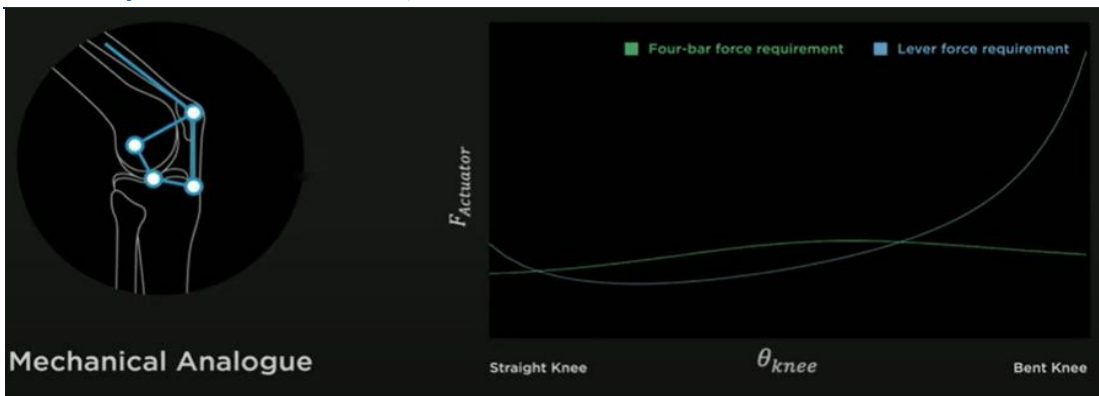 Four-bar force requirement
Lever force requirement
F_Actuator
Mechanical Analogue
Straight Knee
θ_knee
Bent Knee